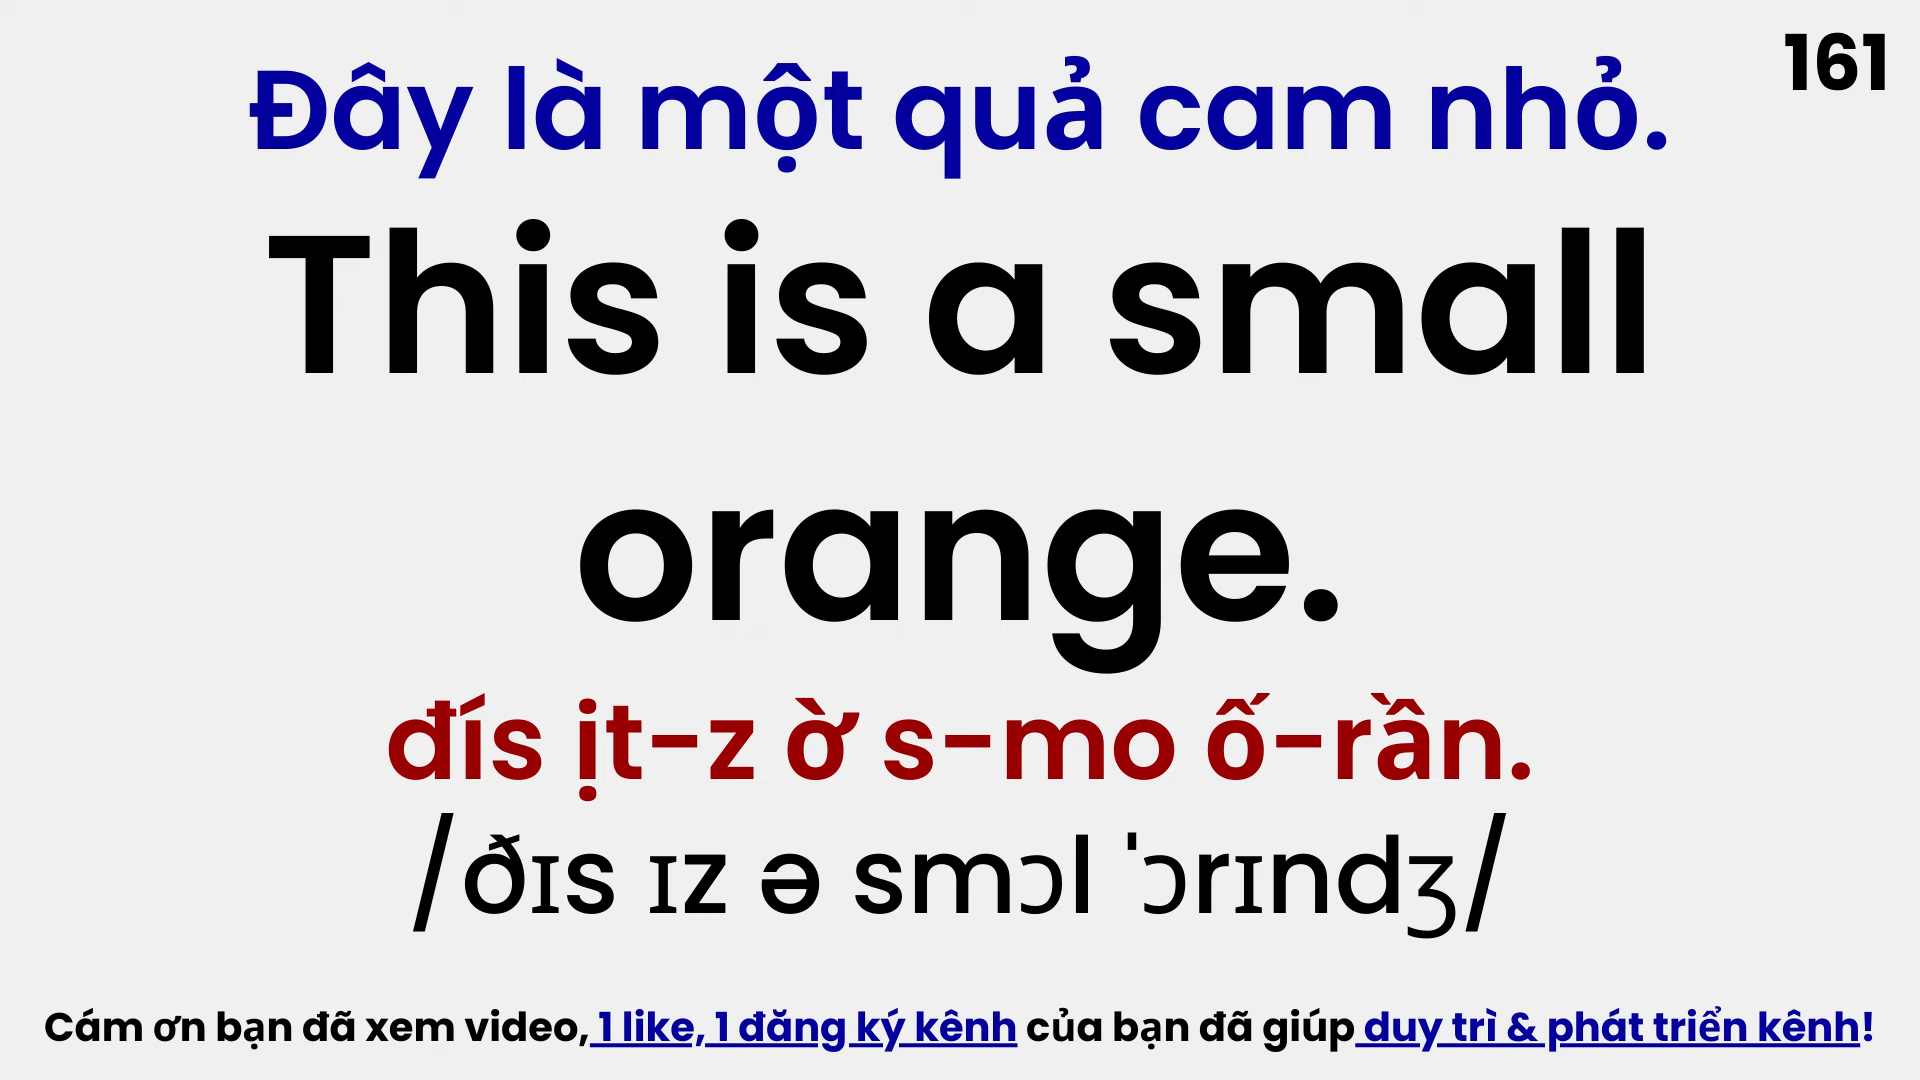 161
Đây là một quả cam nhỏ.
This is a small
orange.
đís ịt-z ờ s-mo ố-rần.
/ðɪs ɪz ə smɔl ˈɔrɪndʒ/
Cám ơn bạn đã xem video, 1 like, 1 đăng ký kênh của bạn đã giúp duy trì & phát triển kênh!